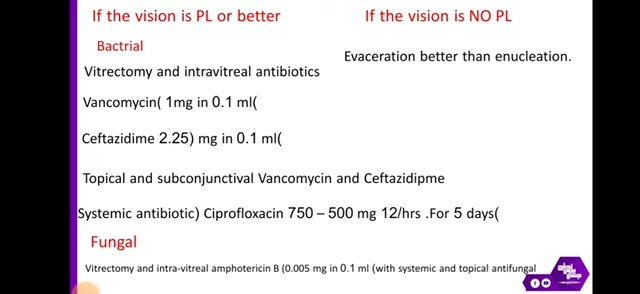 If the vision is PL or better
If the vision is NO PL
Bactrial
Evaceration better than enucleation.
Vitrectomy and intravitreal antibiotics
Vancomycin( 1mg in 0.1 ml(
Ceftazidime 2.25) mg in 0.1 ml(
Topical and subconjunctival Vancomycin and Ceftazidipme
Systemic antibiotic) Ciprofloxacin 750 – 500 mg 12/hrs .For 5 days(
Fungal
Vitrectomy and intra-vitreal amphotericin B (0.005 mg in 0.1 ml (with systemic and topical antifungal